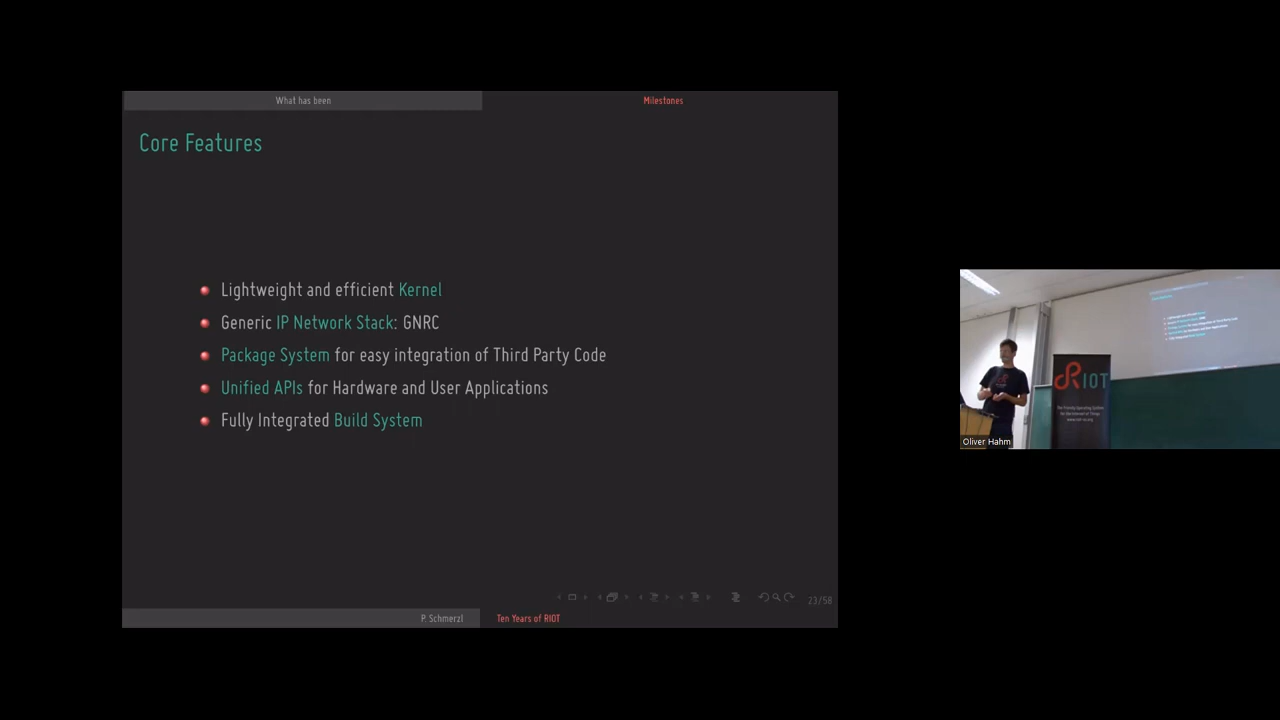 What has been
Milestones
Core Features
Lightweight and efficient Kernel
Generic IP Network Stack: GNRC
Package System for easy integration of Third Party Code
Unified APIs for Hardware and User Applications
Fully Integrated Build System
23/58
P. Schmerzl
Ten Years of RIOT
RIOT
Oliver Hahm